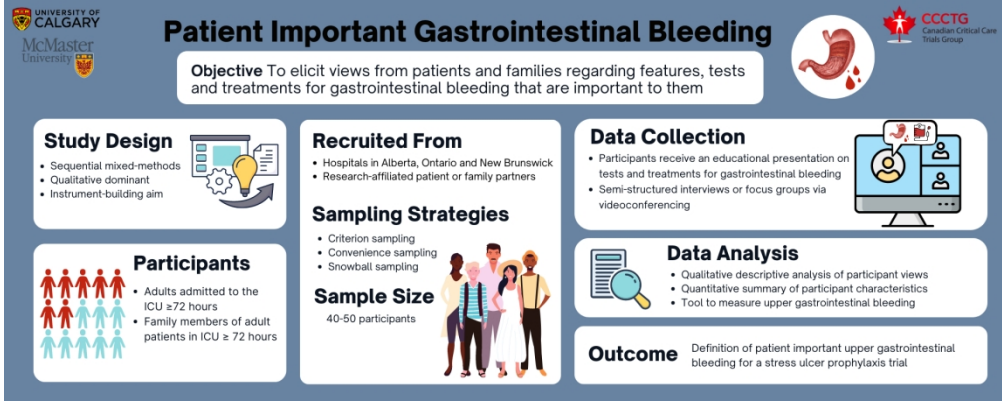 UNIVERSITY OF
CALGARY
McMaster
University
Patient Important Gastrointestinal Bleeding
CCCTG
Canadian Critical Care
Trials Group
Objective To elicit views from patients and families regarding features, tests
and treatments for gastrointestinal bleeding that are important to them
Study Design
• Sequential mixed-methods
• Qualitative dominant
• Instrument-building aim
Participants
• Adults admitted to the
ICU ≥72 hours
• Family members of adult
patients in ICU ≥ 72 hours
Recruited From
• Hospitals in Alberta, Ontario and New Brunswick
• Research-affiliated patient or family partners
Sampling Strategies
• Criterion sampling
• Convenience sampling
• Snowball sampling
Sample Size
40-50 participants
Data Collection
• Participants receive an educational presentation on
tests and treatments for gastrointestinal bleeding
• Semi-structured interviews or focus groups via
videoconferencing
Data Analysis
• Qualitative descriptive analysis of participant views
• Quantitative summary of participant characteristics
• Tool to measure upper gastrointestinal bleeding
Outcome
Definition of patient important upper gastrointestinal
bleeding for a stress ulcer prophylaxis trial